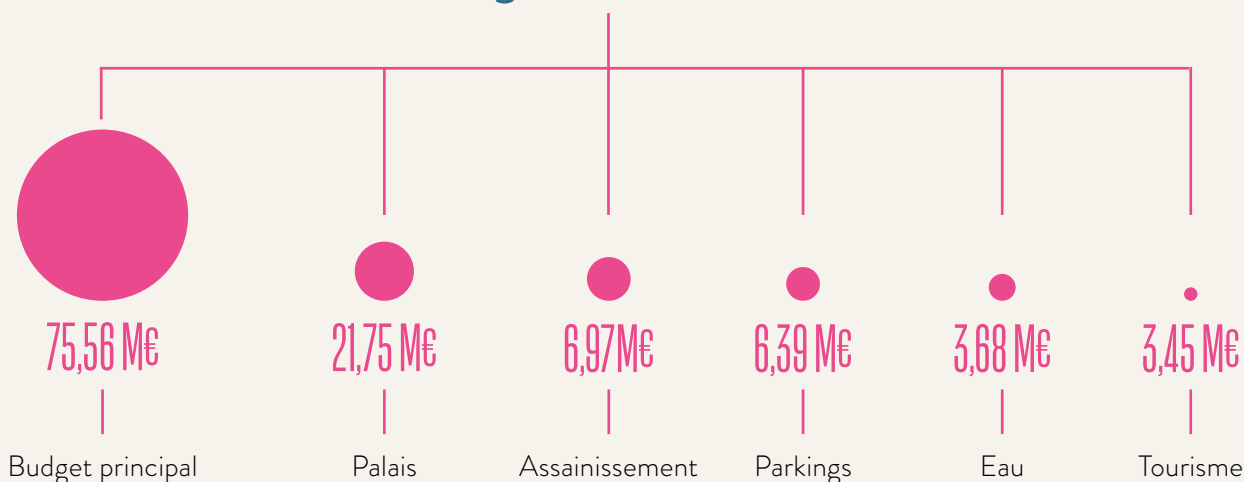 75,56 M€ 21,75 M€ 6,97M€ 6,39 M€ 3,68 M€ 3,45 M€
Budget principal Palais Assainissement Parkings Eau Tourisme